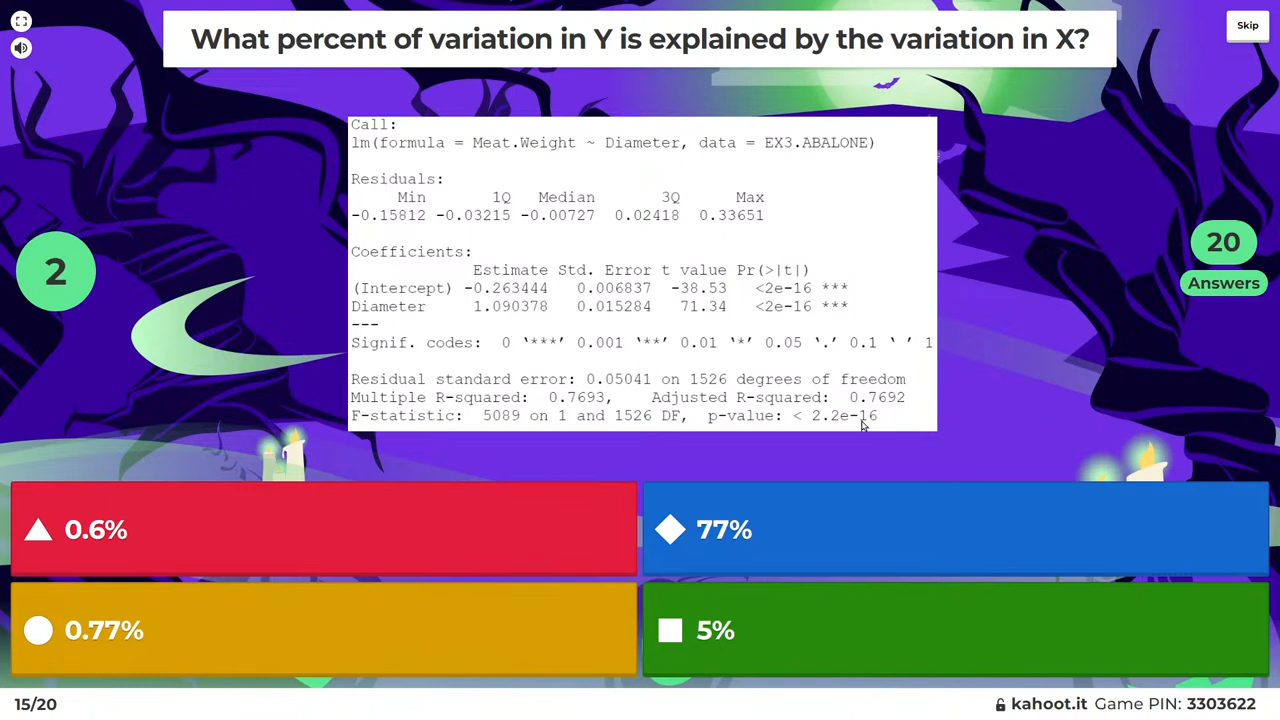 What percent of variation in Y is explained by the variation in X?
Skip
Call:
lm(formula = Meat.Weight ~ Diameter, data = EX3.ABALONE)
Residuals:
Min 1Q Median 3Q Max
-0.15812 -0.03215 -0.00727 0.02418 0.33651
Coefficients:
Estimate Std. Error t value Pr(>|t|)
(Intercept) -0.263444 0.006837 -38.53 <2e-16 ***
Diameter 1.090378 0.015284 71.34 <2e-16 ***
---
Signif. codes: 0 ‘***’ 0.001 ‘**’ 0.01 ‘*’ 0.05 ‘.’ 0.1 ‘ ’ 1
Residual standard error: 0.05041 on 1526 degrees of freedom
Multiple R-squared: 0.7693, Adjusted R-squared: 0.7692
F-statistic: 5089 on 1 and 1526 DF, p-value: < 2.2e-16
2
20
Answers
0.6%
77%
0.77%
5%
15/20
kahoot.it Game PIN: 3303622